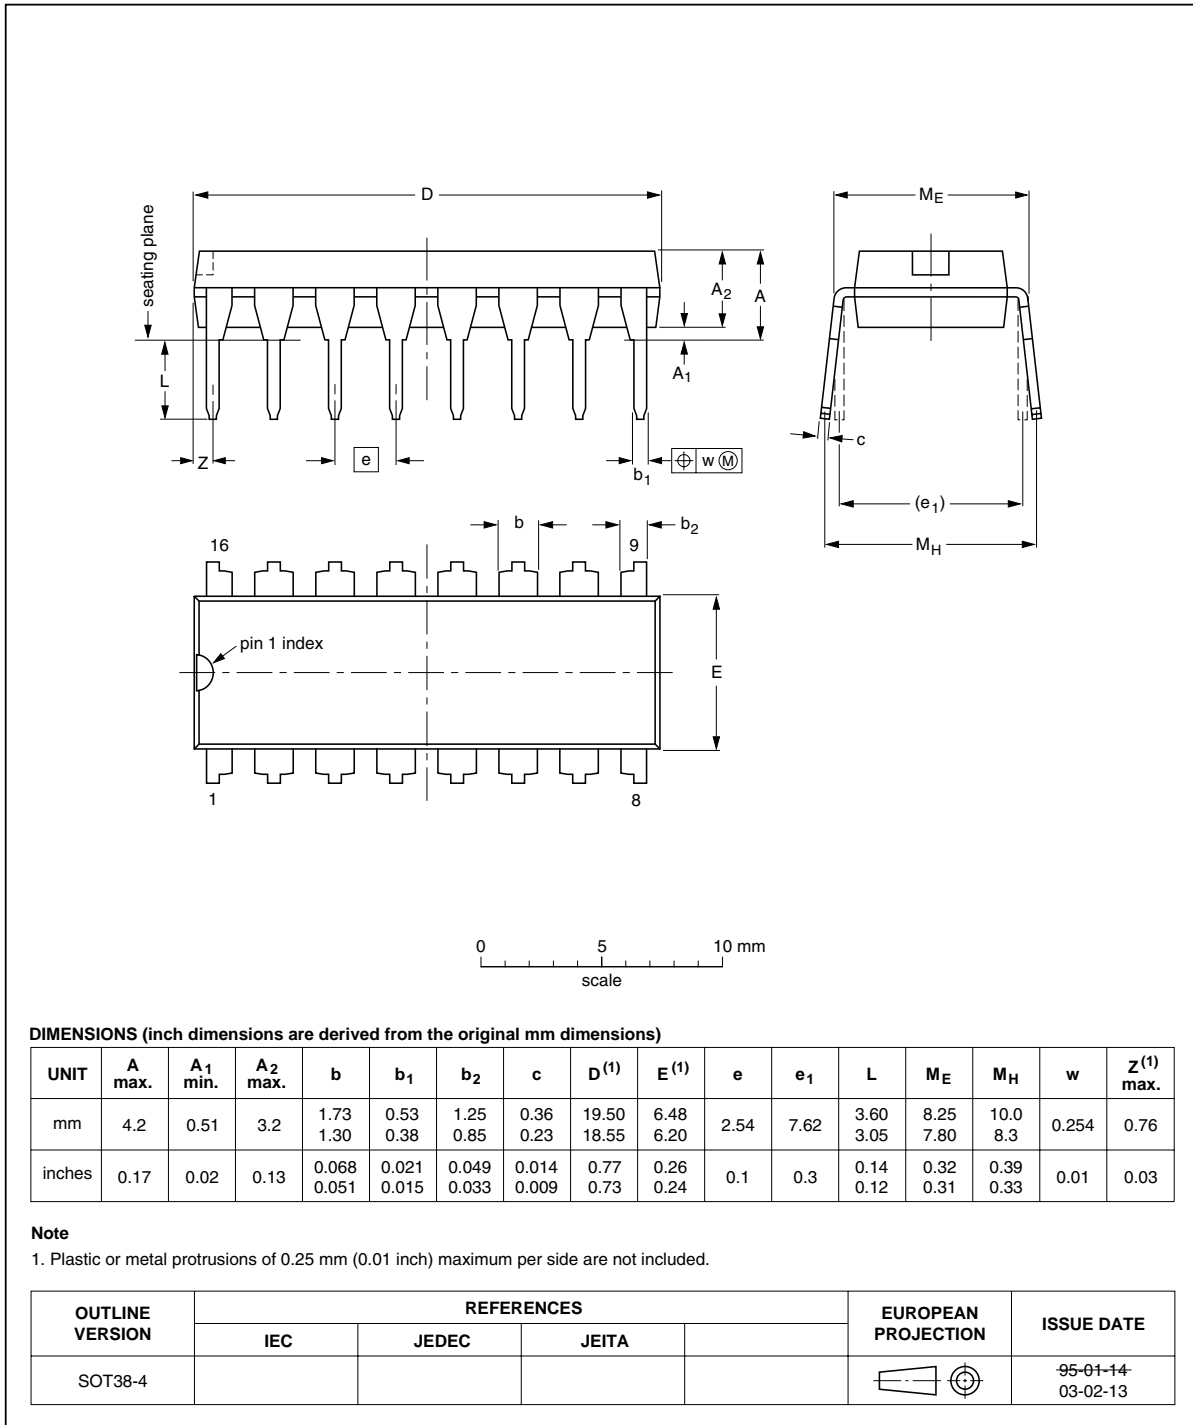 D
M_E
seating plane
A_2
A
L
A_1
Z
e
b_1
w M
c
(e_1)
M_H
b
b_2
16
9
pin 1 index
E
1
8
0 5 10 mm
scale
DIMENSIONS (inch dimensions are derived from the original mm dimensions)
UNIT A max. A1 min. A2 max. b b1 b2 c D(1) E(1) e e1 L ME MH w Z(1) max.
mm 4.2 0.51 3.2 1.73 1.30 0.53 0.38 1.25 0.85 0.36 0.23 19.50 18.55 6.48 6.20 2.54 7.62 3.60 3.05 8.25 7.80 10.0 8.3 0.254 0.76
inches 0.17 0.02 0.13 0.068 0.051 0.021 0.015 0.049 0.033 0.014 0.009 0.77 0.73 0.26 0.24 0.1 0.3 0.14 0.12 0.32 0.31 0.39 0.33 0.01 0.03
Note
1. Plastic or metal protrusions of 0.25 mm (0.01 inch) maximum per side are not included.
OUTLINE VERSION REFERENCES EUROPEAN PROJECTION ISSUE DATE
IEC JEDEC JEITA
SOT38-4 95-01-14
03-02-13